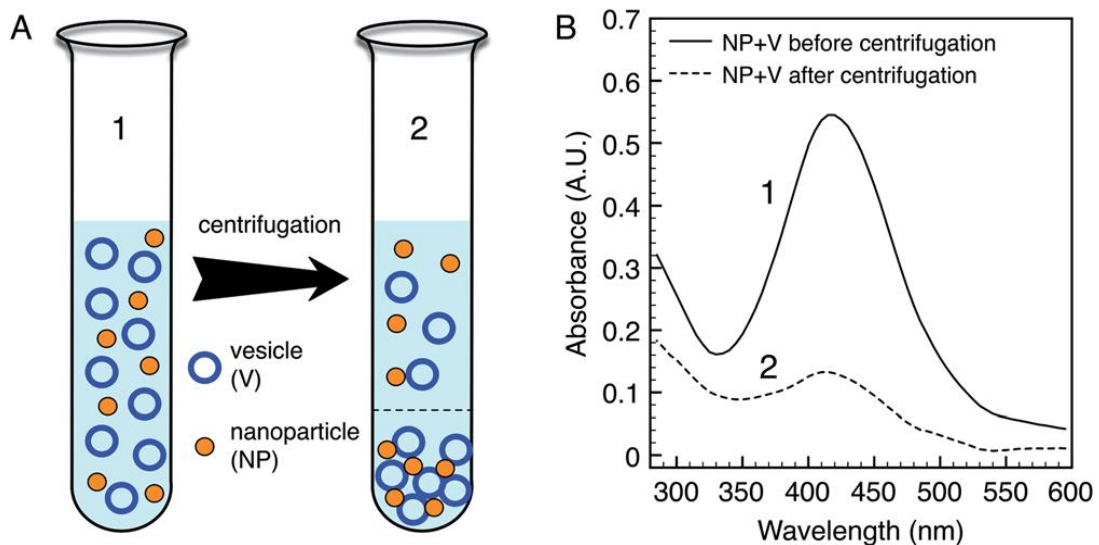 A
1
2
centrifugation
vesicle
(V)
nanoparticle
(NP)
B
NP+V before centrifugation
NP+V after centrifugation
1
2
Absorbance (A.U.)
0.7
0.6
0.5
0.4
0.3
0.2
0.1
0
300 350 400 450 500 550 600
Wavelength (nm)